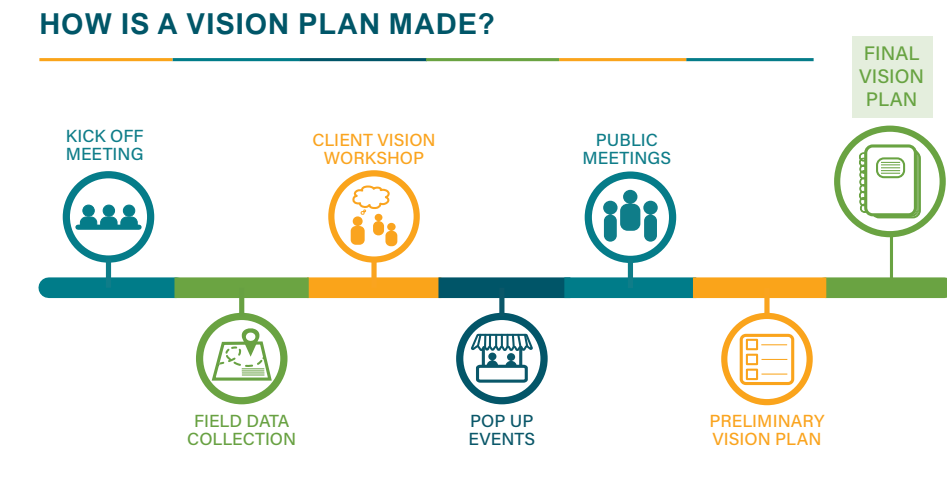 HOW IS A VISION PLAN MADE?
KICK OFF
MEETING
FIELD DATA
COLLECTION
CLIENT VISION
WORKSHOP
POP UP
EVENTS
PUBLIC
MEETINGS
PRELIMINARY
VISION PLAN
FINAL
VISION
PLAN